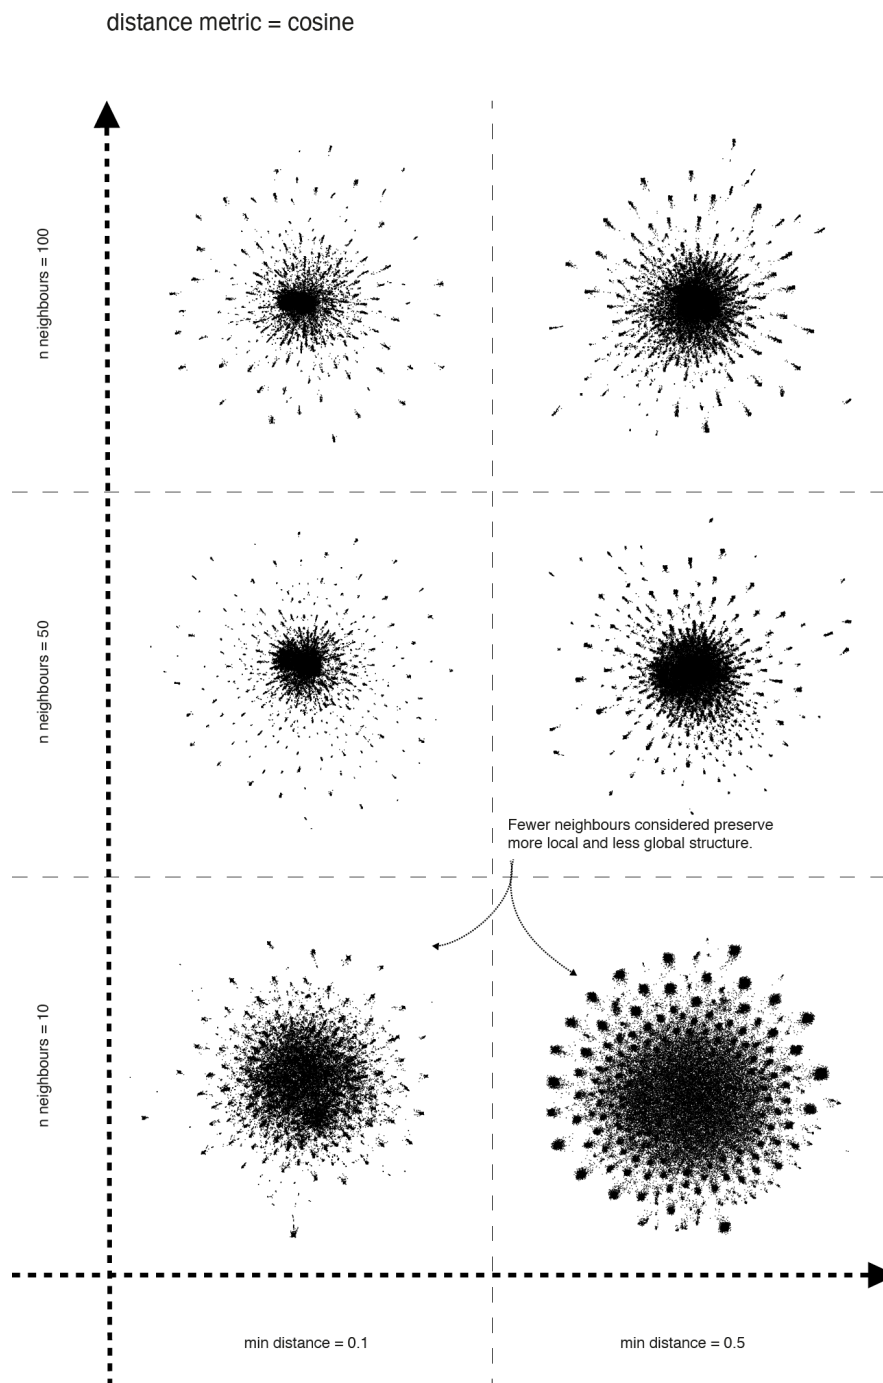 distance metric = cosine
n neighbours = 100
n neighbours = 50
Fewer neighbours considered preserve
more local and less global structure.
n neighbours = 10
min distance = 0.1
min distance = 0.5